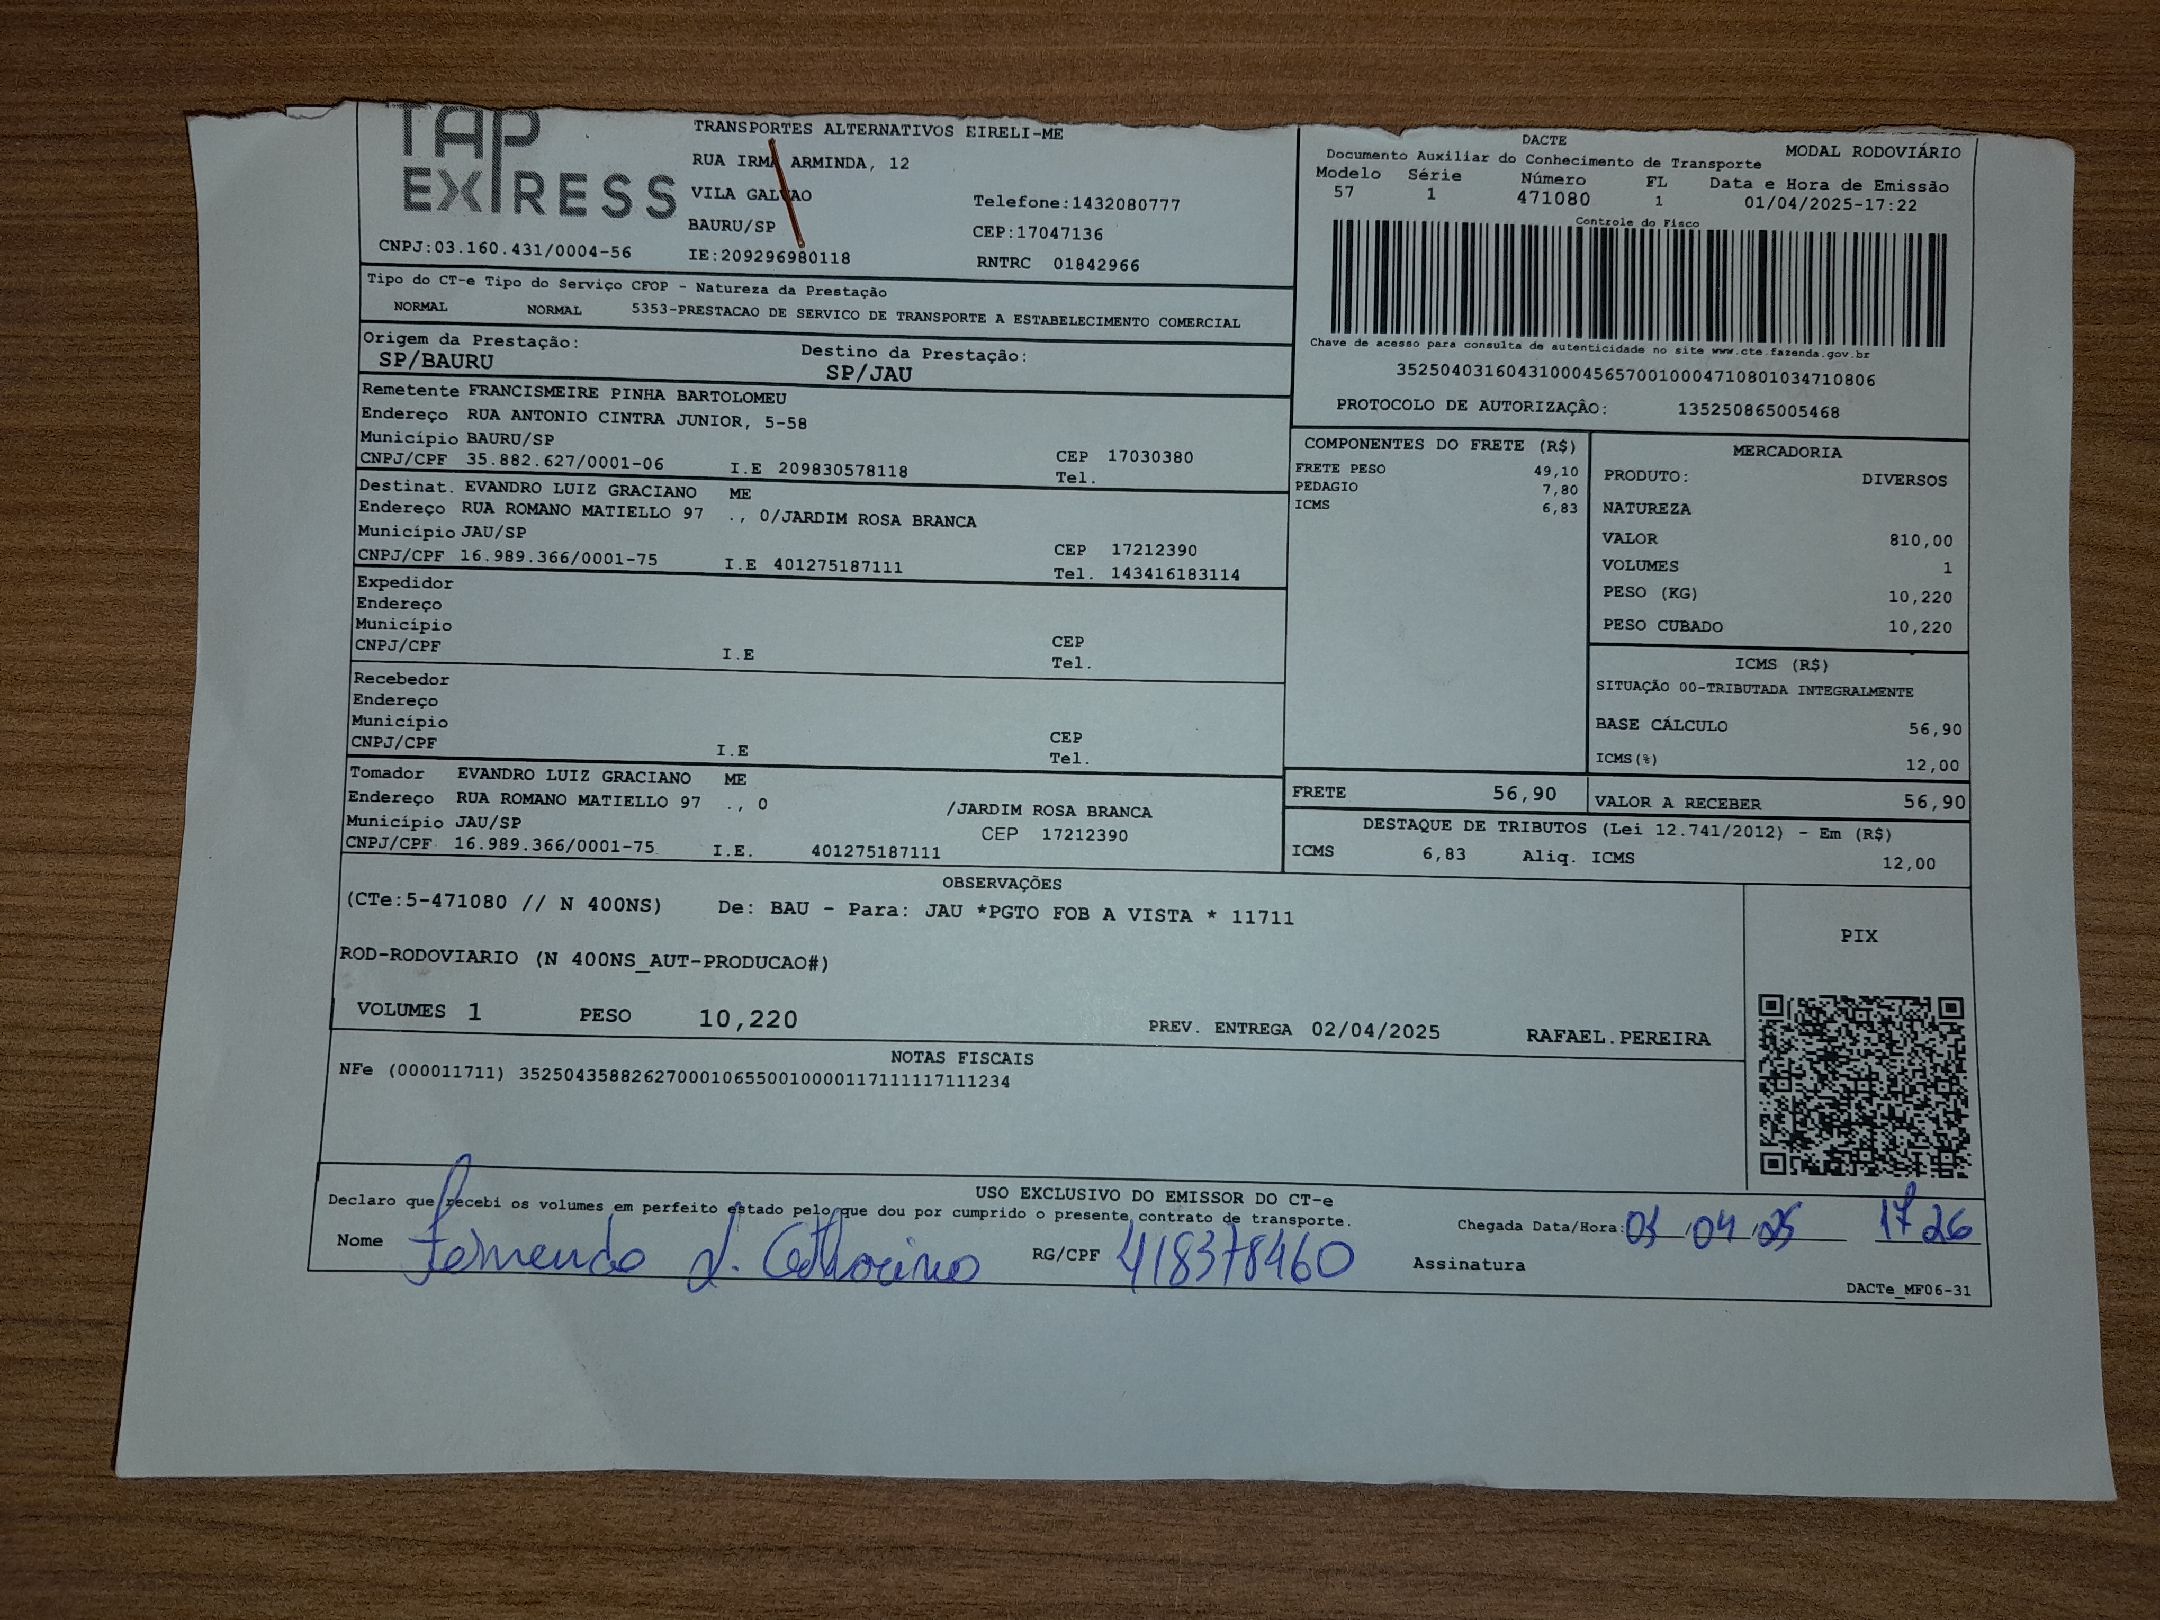 TAP
EXPRESS
CNPJ:03.160.431/0004-56
TRANSPORTES ALTERNATIVOS EIRELI-ME
RUA IRMA ARMINDA, 12
VILA GALVAO
BAURU/SP
IE:209296980118
Telefone:1432080777
CEP:17047136
RNTRC 01842966
DACTE
Documento Auxiliar do Conhecimento de Transporte
MODAL RODOVIÁRIO
Modelo Série Número FL Data e Hora de Emissão
57 1 471080 1 01/04/2025-17:22
Controle do Fisco
Chave de acesso para consulta de autenticidade no site www.cte.fazenda.gov.br
35250403160431000456570010004710801034710806
PROTOCOLO DE AUTORIZAÇÃO: 135250865005468
Tipo do CT-e Tipo do Serviço CFOP - Natureza da Prestação
NORMAL NORMAL 5353-PRESTACAO DE SERVICO DE TRANSPORTE A ESTABELECIMENTO COMERCIAL
Origem da Prestação: Destino da Prestação:
SP/BAURU SP/JAU
Remetente FRANCISMEIRE PINHA BARTOLOMEU
Endereço RUA ANTONIO CINTRA JUNIOR, 5-58
Município BAURU/SP CEP 17030380
CNPJ/CPF 35.882.627/0001-06 I.E 209830578118 Tel.
Destinat. EVANDRO LUIZ GRACIANO ME
Endereço RUA ROMANO MATIELLO 97 ., 0/JARDIM ROSA BRANCA
Município JAU/SP CEP 17212390
CNPJ/CPF 16.989.366/0001-75 I.E 401275187111 Tel. 143416183114
Expedidor
Endereço
Município CEP
CNPJ/CPF I.E Tel.
Recebedor
Endereço
Município CEP
CNPJ/CPF I.E Tel.
Tomador EVANDRO LUIZ GRACIANO ME
Endereço RUA ROMANO MATIELLO 97 ., 0 /JARDIM ROSA BRANCA
Município JAU/SP CEP 17212390
CNPJ/CPF 16.989.366/0001-75 I.E. 401275187111
COMPONENTES DO FRETE (R$)
FRETE PESO 49,10
PEDAGIO 7,80
ICMS 6,83
MERCADORIA
PRODUTO: DIVERSOS
NATUREZA
VALOR 810,00
VOLUMES 1
PESO (KG) 10,220
PESO CUBADO 10,220
ICMS (R$)
SITUAÇÃO 00-TRIBUTADA INTEGRALMENTE
BASE CÁLCULO 56,90
ICMS(%) 12,00
FRETE 56,90 VALOR A RECEBER 56,90
DESTAQUE DE TRIBUTOS (Lei 12.741/2012) - Em (R$)
ICMS 6,83 Aliq. ICMS 12,00
OBSERVAÇÕES
(CTe:5-471080 // N 400NS) De: BAU - Para: JAU *PGTO FOB A VISTA * 11711
ROD-RODOVIARIO (N 400NS_AUT-PRODUCAO#)
VOLUMES 1 PESO 10,220 PREV. ENTREGA 02/04/2025 RAFAEL.PEREIRA
PIX
NOTAS FISCAIS
NFe (000011711) 35250435882627000106550010000117111117111234
USO EXCLUSIVO DO EMISSOR DO CT-e
Declaro que recebi os volumes em perfeito estado pelo que dou por cumprido o presente contrato de transporte.
Chegada Data/Hora: 03 04 25 17 26
Nome Fernando L. Catharino RG/CPF 418378460 Assinatura
DACTe_MF06-31